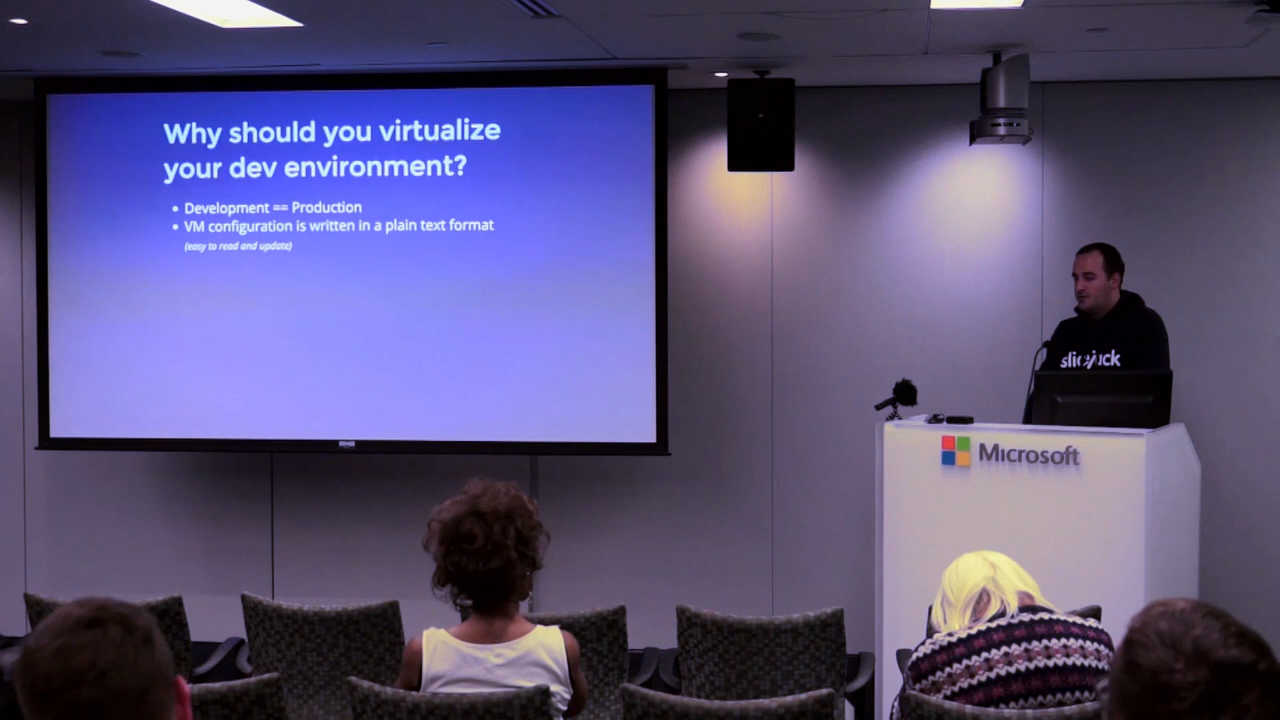 Why should you virtualize
your dev environment?
• Development == Production
• VM configuration is written in a plain text format
(easy to read and update)
Microsoft